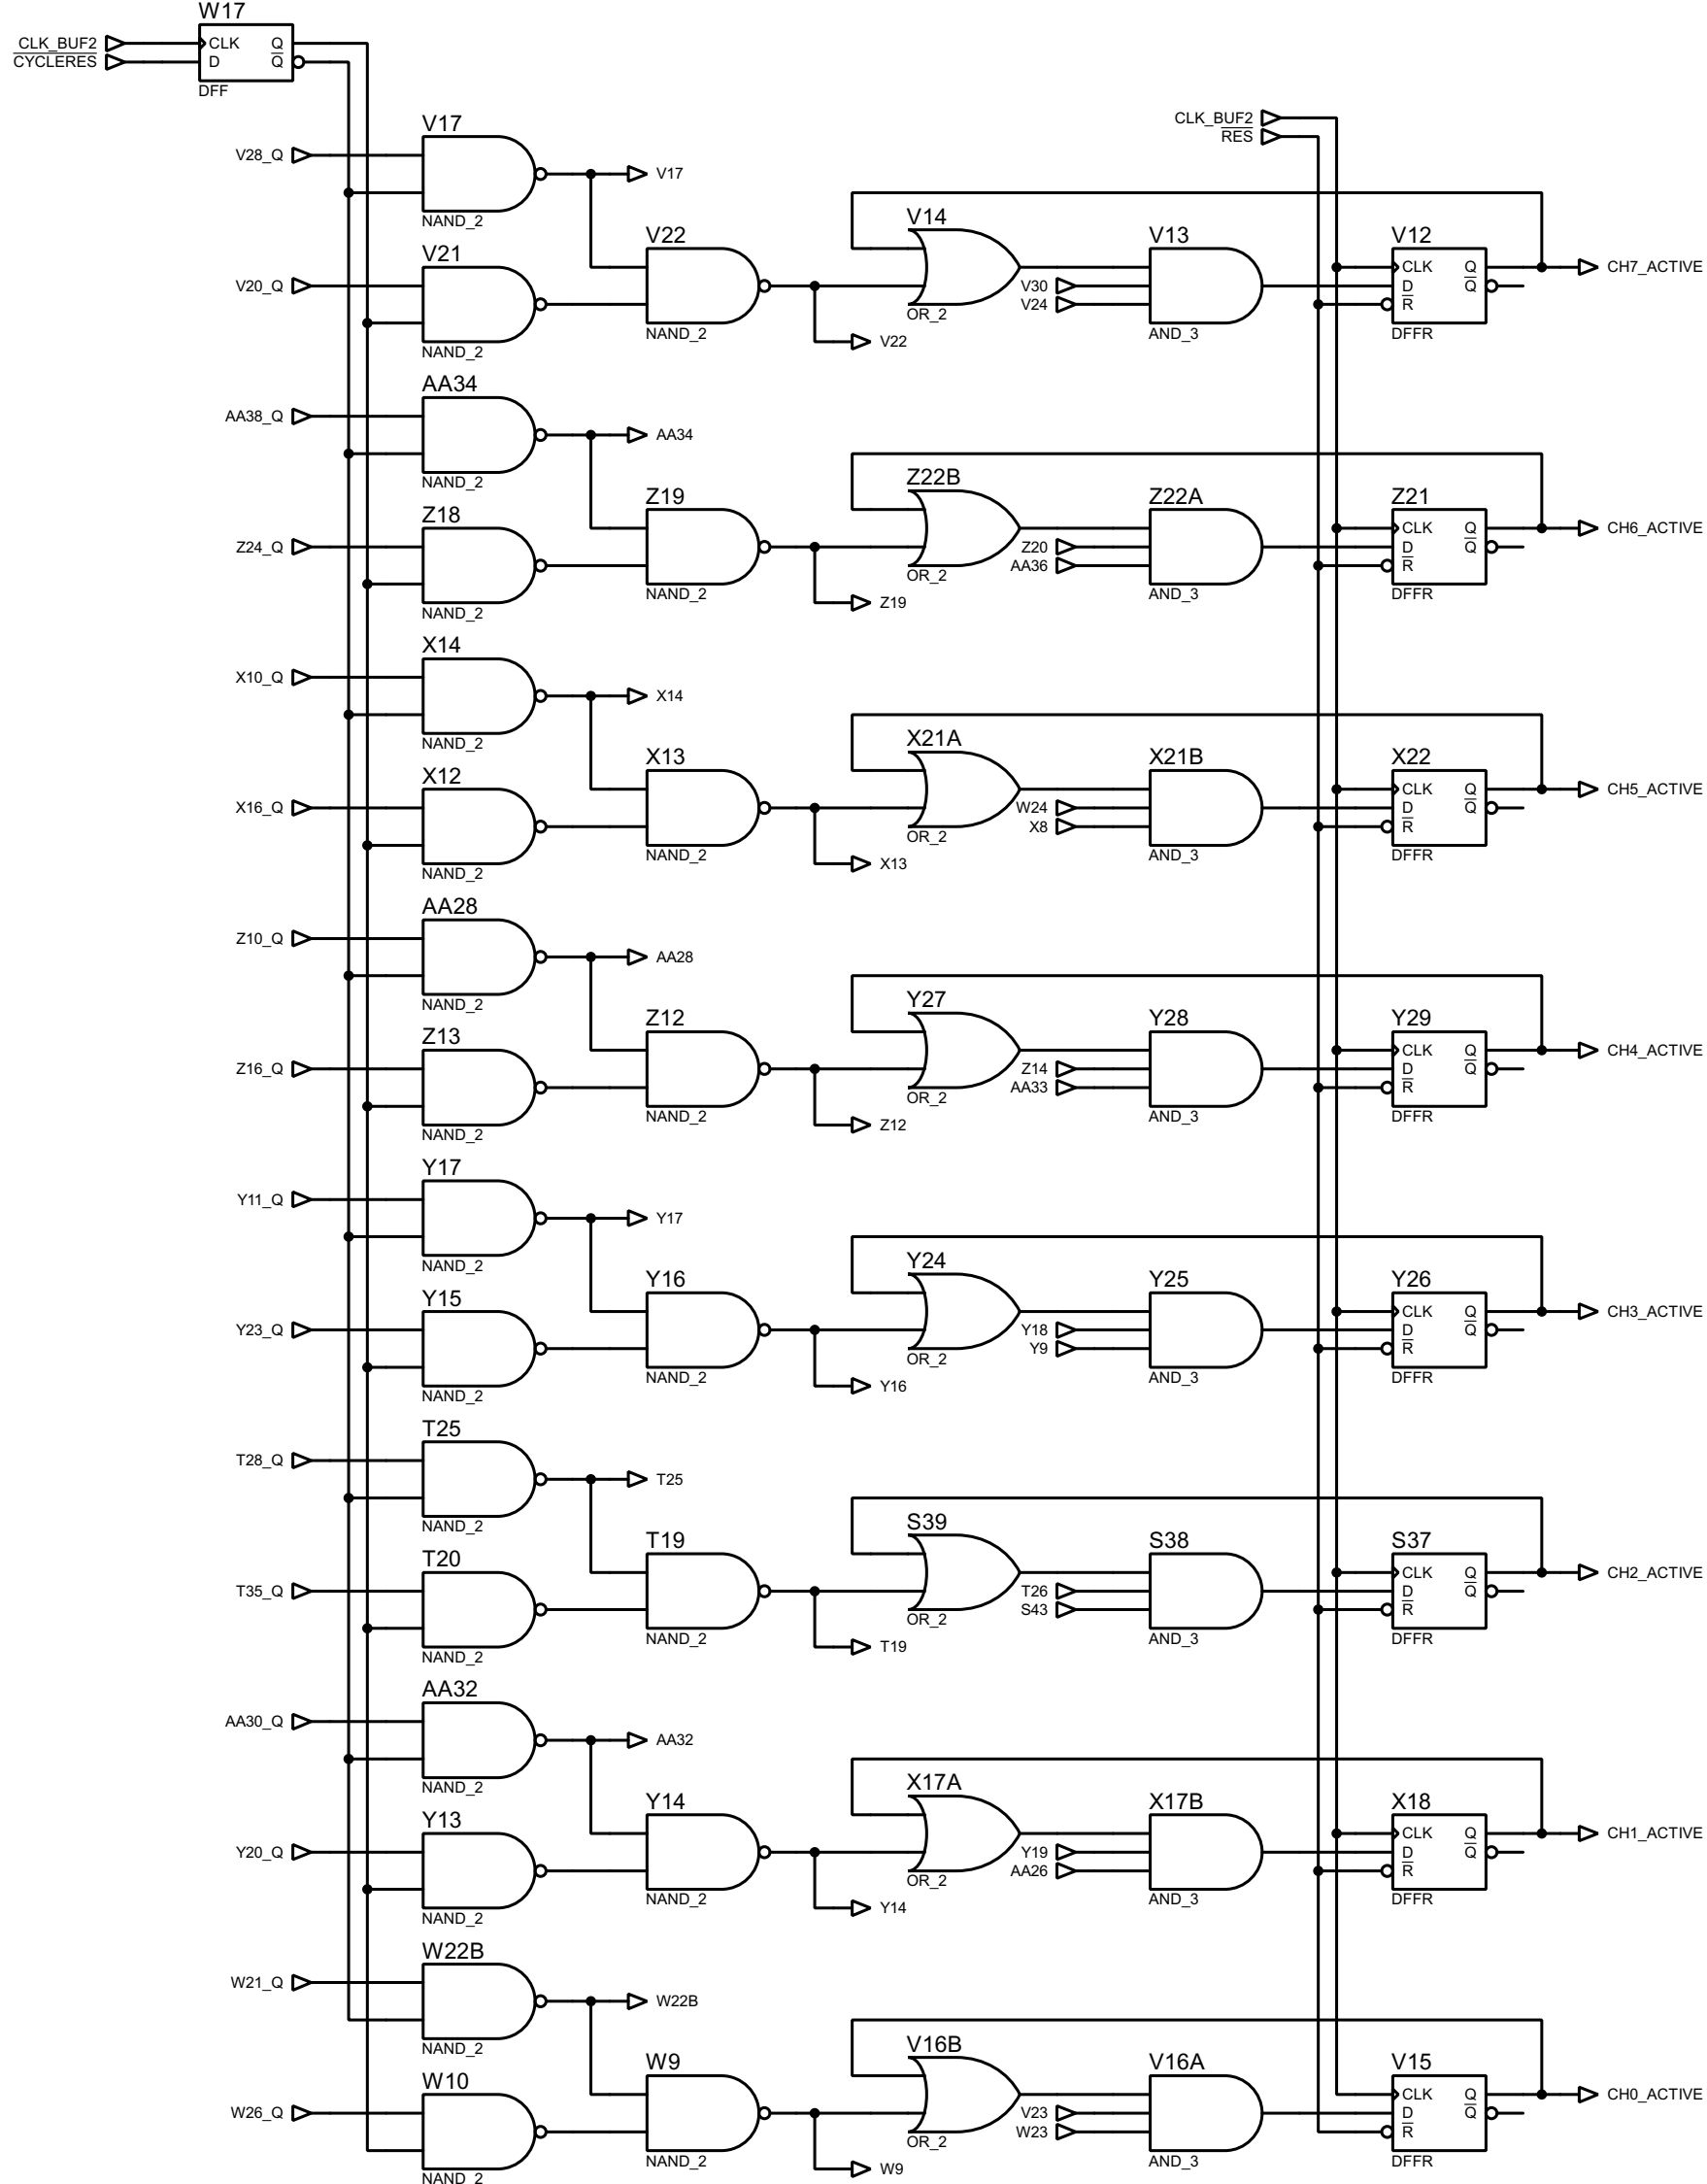 W17
CLK_BUF2
CLK Q
CYCLERES
D Q
DFF
V17
CLK_BUF2
RES
V28_Q
V17
NAND_2
V14
V22
V13
V12
V21
CLK Q
CH7_ACTIVE
V20_Q
V30
D Q
V24
R
OR_2
NAND_2
AND_3
DFFR
V22
NAND_2
AA34
AA38_Q
AA34
NAND_2
Z22B
Z19
Z22A
Z21
Z18
CLK Q
CH6_ACTIVE
Z24_Q
Z20
D Q
AA36
R
OR_2
NAND_2
AND_3
DFFR
Z19
NAND_2
X14
X10_Q
X14
NAND_2
X21A
X13
X21B
X22
X12
CLK Q
CH5_ACTIVE
X16_Q
W24
D Q
X8
R
OR_2
NAND_2
AND_3
DFFR
X13
NAND_2
AA28
Z10_Q
AA28
NAND_2
Y27
Z12
Y28
Y29
Z13
CLK Q
CH4_ACTIVE
Z16_Q
Z14
D Q
AA33
R
OR_2
NAND_2
AND_3
DFFR
Z12
NAND_2
Y17
Y11_Q
Y17
NAND_2
Y24
Y16
Y25
Y26
Y15
CLK Q
CH3_ACTIVE
Y23_Q
Y18
D Q
Y9
R
OR_2
NAND_2
AND_3
DFFR
Y16
NAND_2
T25
T28_Q
T25
NAND_2
S39
T19
S38
S37
T20
CLK Q
CH2_ACTIVE
T35_Q
T26
D Q
S43
R
OR_2
NAND_2
AND_3
DFFR
T19
NAND_2
AA32
AA30_Q
AA32
NAND_2
X17A
Y14
X17B
X18
Y13
CLK Q
CH1_ACTIVE
Y20_Q
Y19
D Q
AA26
R
OR_2
NAND_2
AND_3
DFFR
Y14
NAND_2
W22B
W21_Q
W22B
NAND_2
V16B
W9
V16A
V15
W10
CLK Q
CH0_ACTIVE
W26_Q
V23
D Q
W23
R
OR_2
NAND_2
AND_3
DFFR
W9
NAND_2